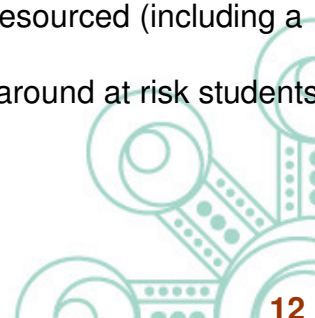 esourced (including a
around at risk students
12